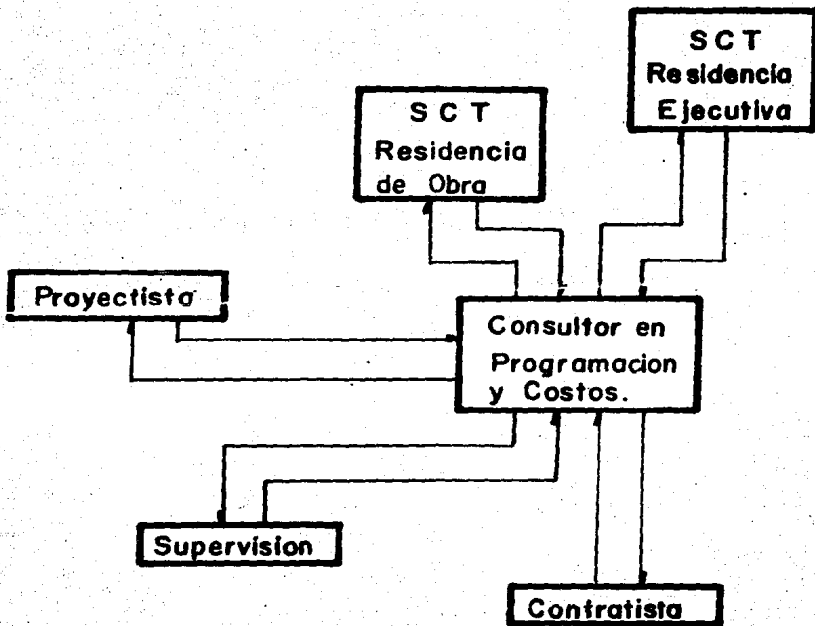 S C T
Residencia
Ejecutiva
S C T
Residencia
de Obra
Proyectista
Consultor en
Programacion
y Costos.
Supervision
Contratista